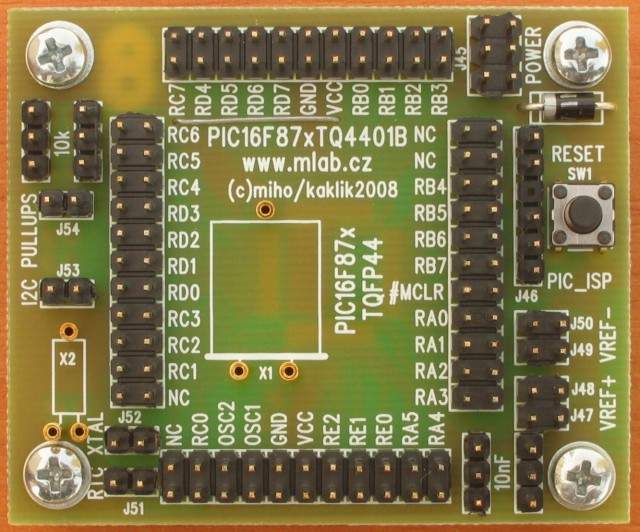 RC7 RD4 RD5 RD6 RD7 GND VCC RB0 RB1 RB2 RB3
J45 POWER
10k
PIC16F87xTQ4401B
www.mlab.cz
(c)miho/kaklik2008
RC6
RC5
RC4
RD3
RD2
RD1
RD0
RC3
RC2
RC1
NC
NC
NC
RB4
RB5
RB6
RB7
#MCLR
RA0
RA1
RA2
RA3
PIC16F87x
TQFP44
X1
RESET
SW1
PIC_ISP
J46
J50
J49
VREF-
J48
J47
VREF+
I2C PULLUPS
J54
J53
X2
J52
RTC XTAL
J51
NC RC0 OSC2 OSC1 GND VCC RE2 RE1 RE0 RA5 RA4
10nF